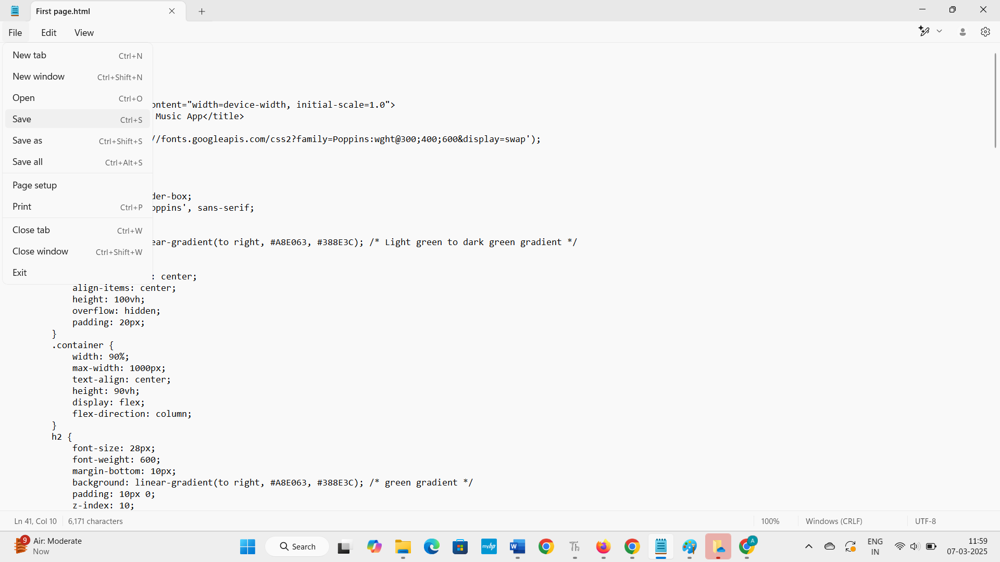 First page.html
File Edit View
New tab Ctrl+N
New window Ctrl+Shift+N
Open Ctrl+O
ontent="width=device-width, initial-scale=1.0">
Music App</title>
Save Ctrl+S
Save as Ctrl+Shift+S
//fonts.googleapis.com/css2?family=Poppins:wght@300;400;600&display=swap');
Save all Ctrl+Alt+S
Page setup
der-box;
Print Ctrl+P
oppins', sans-serif;
Close tab Ctrl+W
ear-gradient(to right, #A8E063, #388E3C); /* Light green to dark green gradient */
Close window Ctrl+Shift+W
Exit
: center;
align-items: center;
height: 100vh;
overflow: hidden;
padding: 20px;
}
.container {
width: 90%;
max-width: 1000px;
text-align: center;
height: 90vh;
display: flex;
flex-direction: column;
}
h2 {
font-size: 28px;
font-weight: 600;
margin-bottom: 10px;
background: linear-gradient(to right, #A8E063, #388E3C); /* green gradient */
padding: 10px 0;
z-index: 10;
Ln 41, Col 10 6,171 characters 100% Windows (CRLF) UTF-8
9 Air: Moderate
Now
Search
myhp
W
Th
A
ENG
IN
11:59
07-03-2025